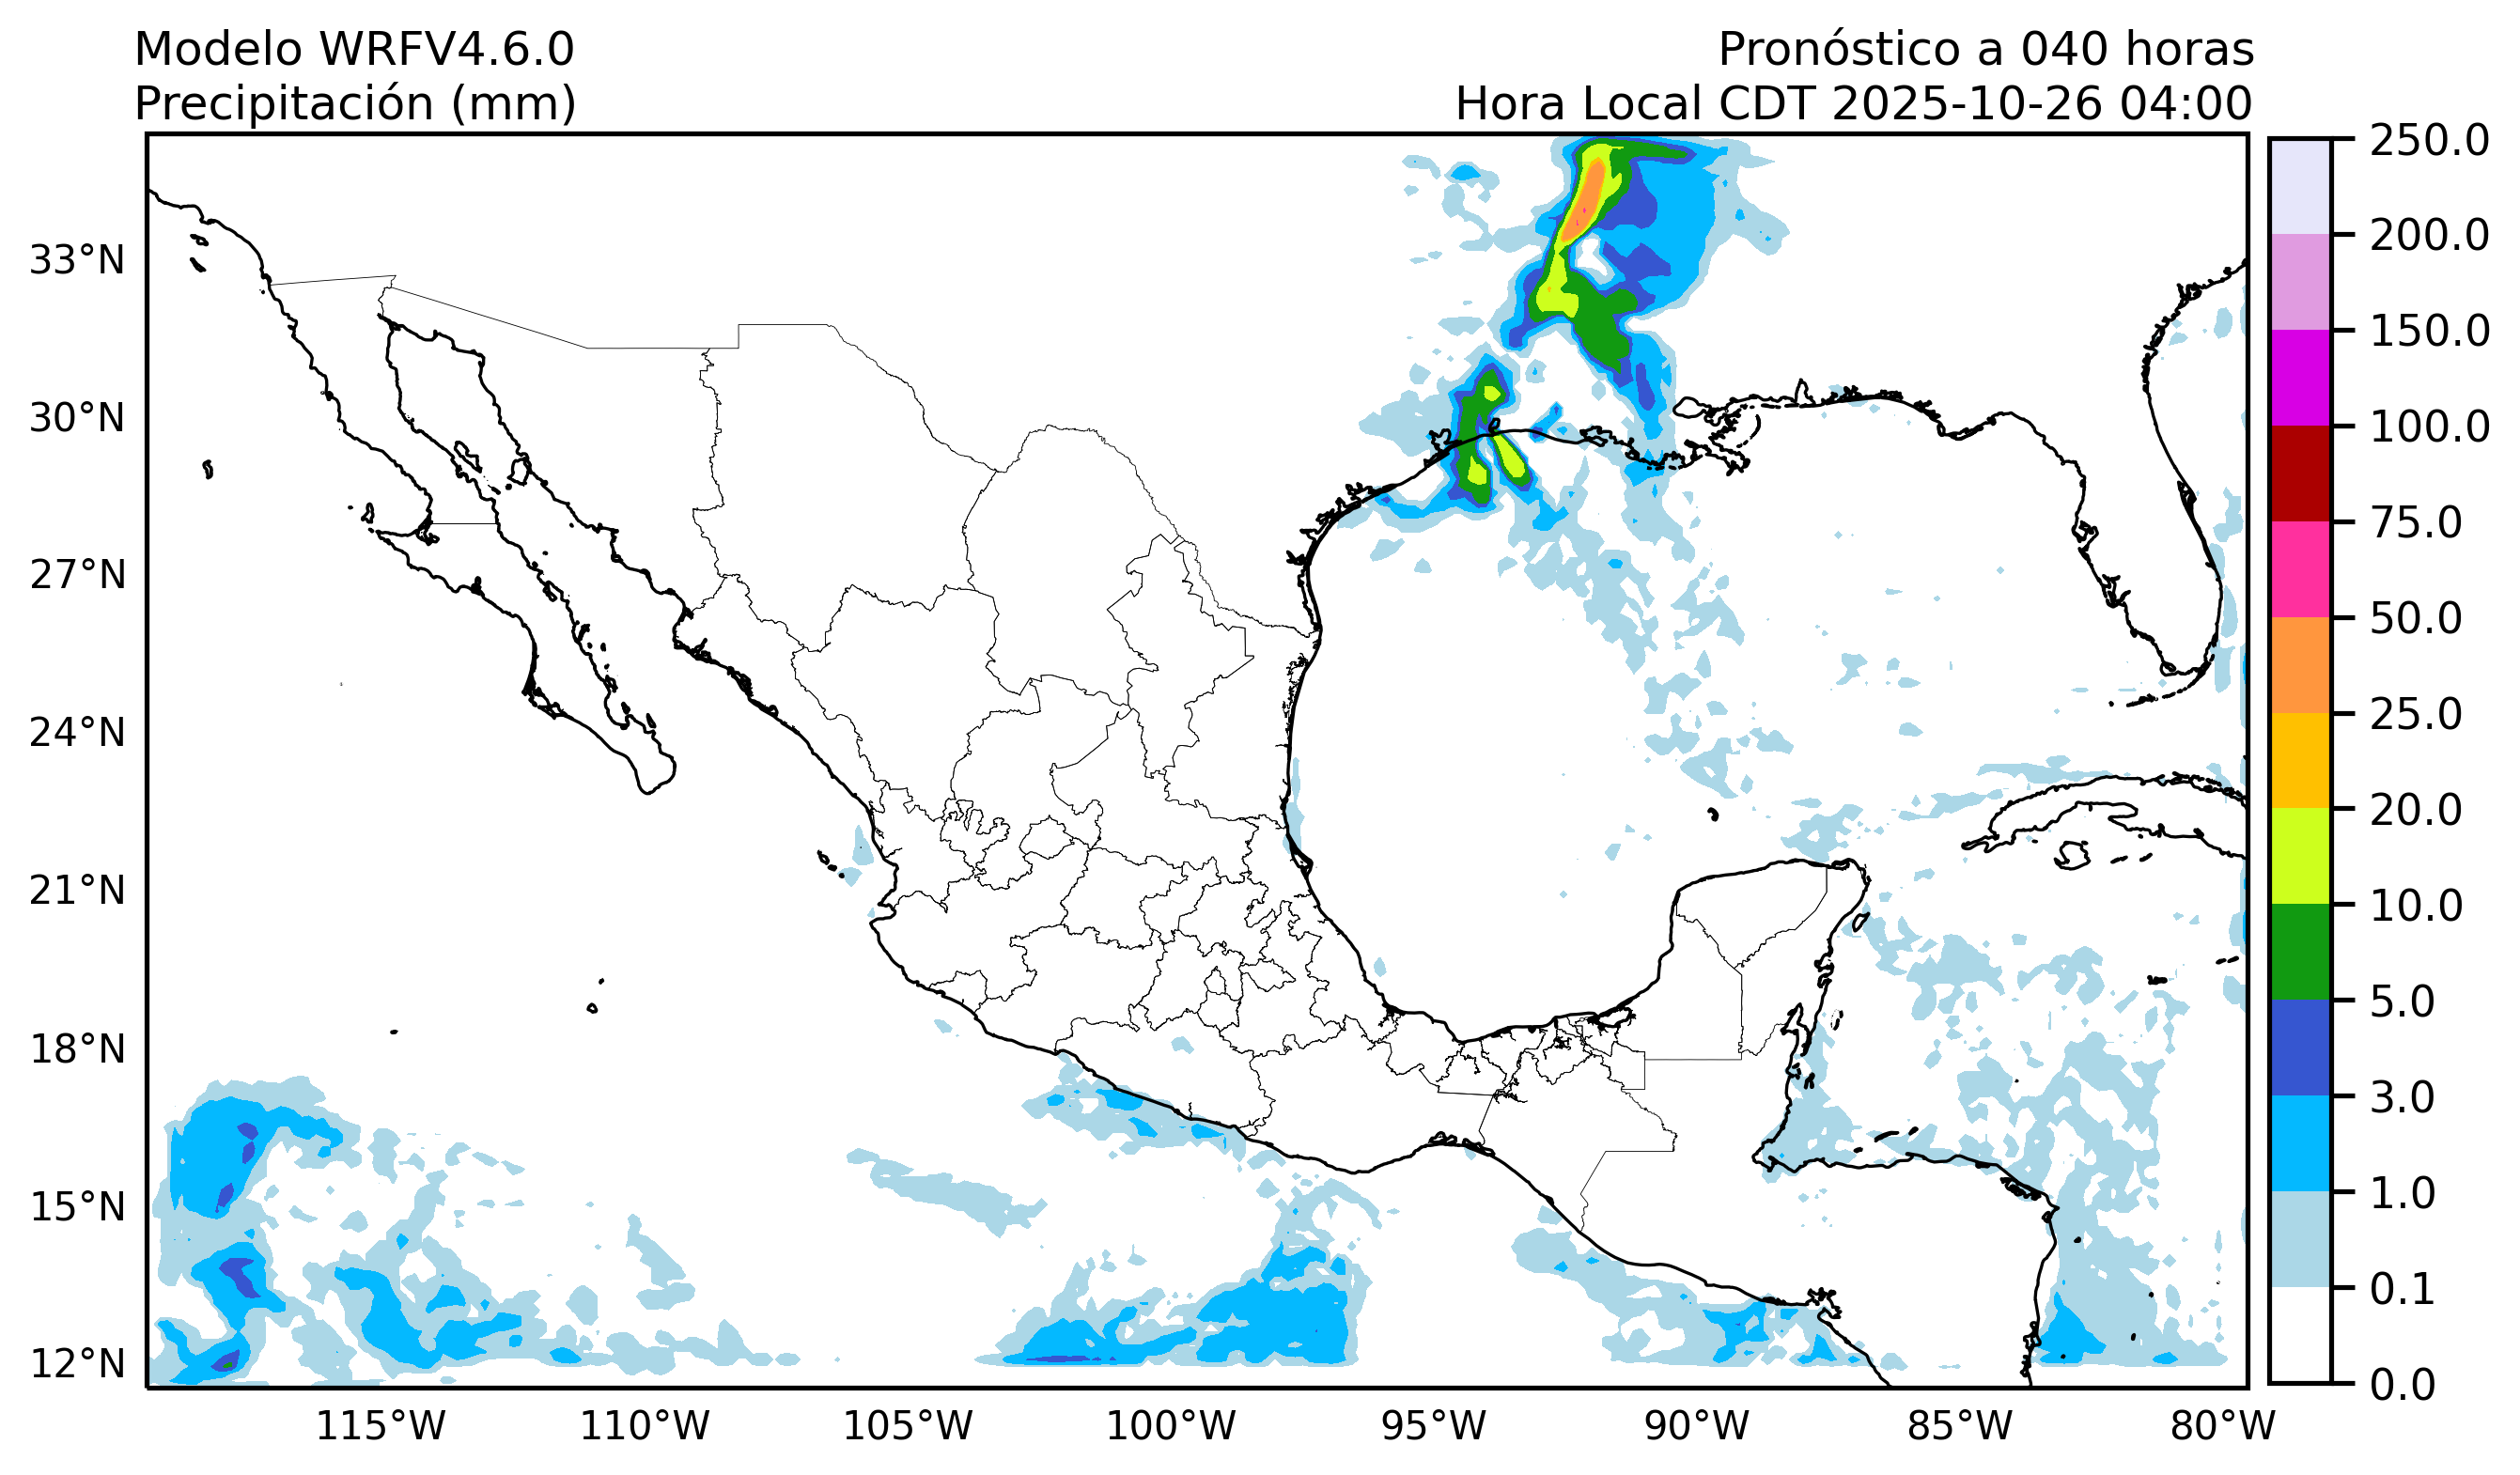 Modelo WRFV4.6.0
Precipitación (mm)
Pronóstico a 040 horas
Hora Local CDT 2025-10-26 04:00
33°N
30°N
27°N
24°N
21°N
18°N
15°N
12°N
115°W
110°W
105°W
100°W
95°W
90°W
85°W
80°W
250.0
200.0
150.0
100.0
75.0
50.0
25.0
20.0
10.0
5.0
3.0
1.0
0.1
0.0